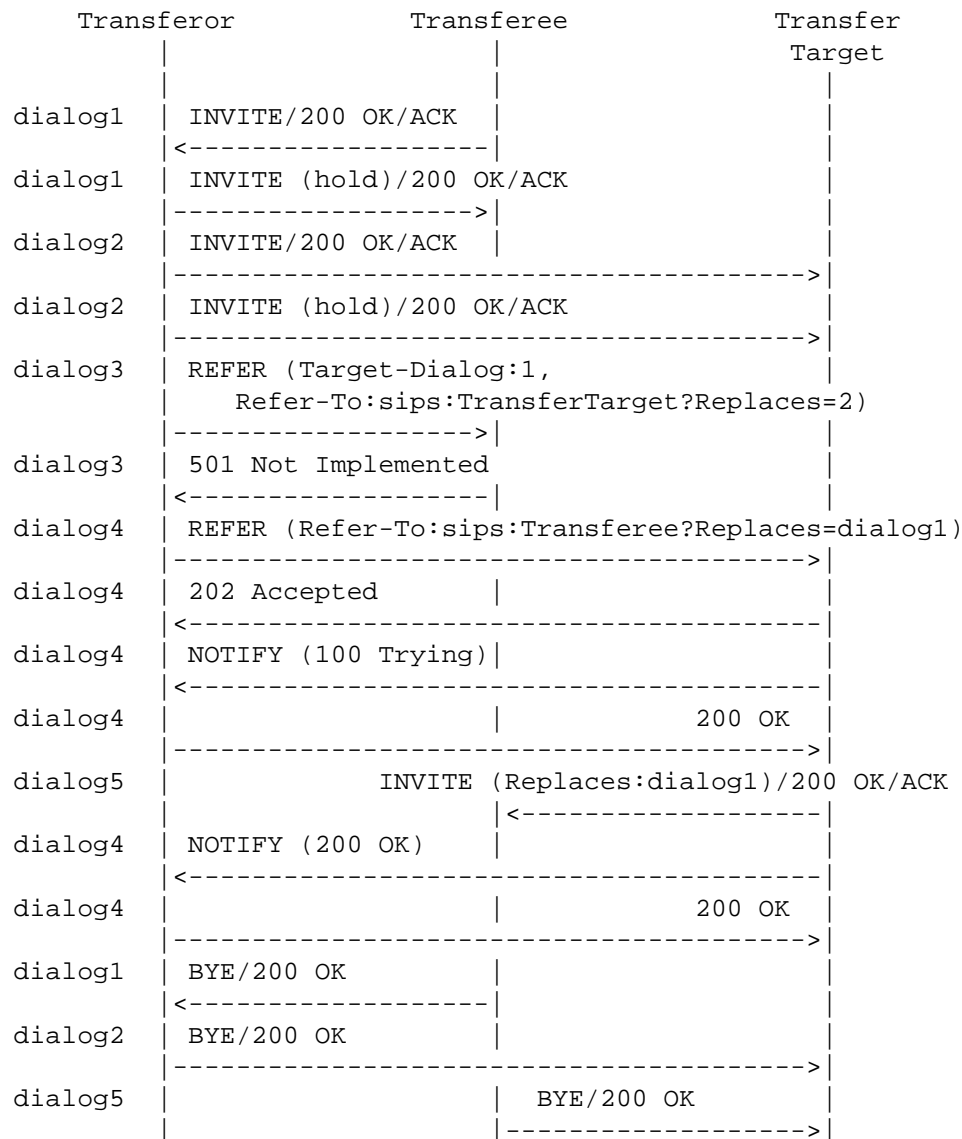 Transferor Transferee Transfer
Target
dialog1 INVITE/200 OK/ACK
dialog1 INVITE (hold)/200 OK/ACK
dialog2 INVITE/200 OK/ACK
dialog2 INVITE (hold)/200 OK/ACK
dialog3 REFER (Target-Dialog:1,
Refer-To:sips:TransferTarget?Replaces=2)
dialog3 501 Not Implemented
dialog4 REFER (Refer-To:sips:Transferee?Replaces=dialog1)
dialog4 202 Accepted
dialog4 NOTIFY (100 Trying)
dialog4 200 OK
dialog5 INVITE (Replaces:dialog1)/200 OK/ACK
dialog4 NOTIFY (200 OK)
dialog4 200 OK
dialog1 BYE/200 OK
dialog2 BYE/200 OK
dialog5 BYE/200 OK